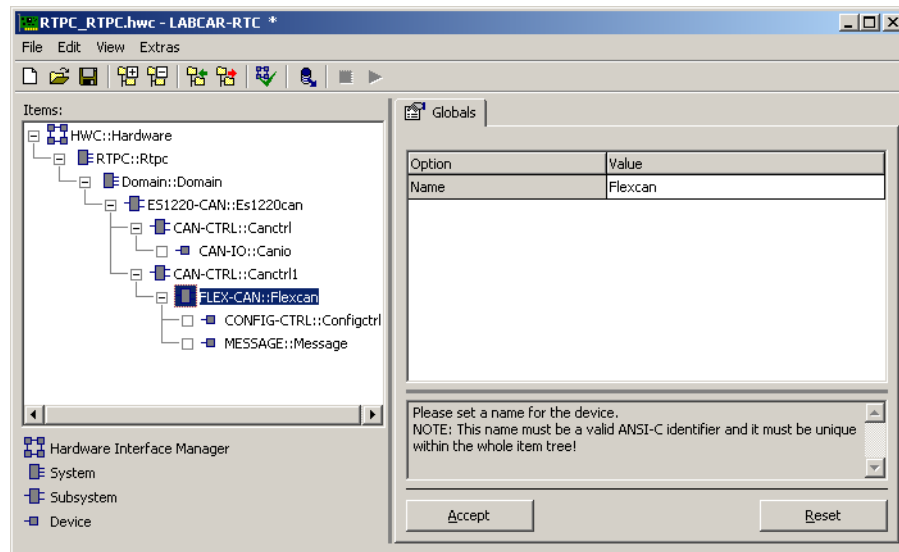 RTPC_RTPC.hwc - LABCAR-RTC *
File Edit View Extras
Items:
HWC::Hardware
RTPC::Rtpc
Domain::Domain
ES1220-CAN::Es1220can
CAN-CTRL::Canctrl
CAN-IO::Canio
CAN-CTRL::Canctrl1
FLEX-CAN::Flexcan
CONFIG-CTRL::Configctrl
MESSAGE::Message
Hardware Interface Manager
System
Subsystem
Device
Globals
Option Value
Name Flexcan
Please set a name for the device.
NOTE: This name must be a valid ANSI-C identifier and it must be unique
within the whole item tree!
Accept Reset